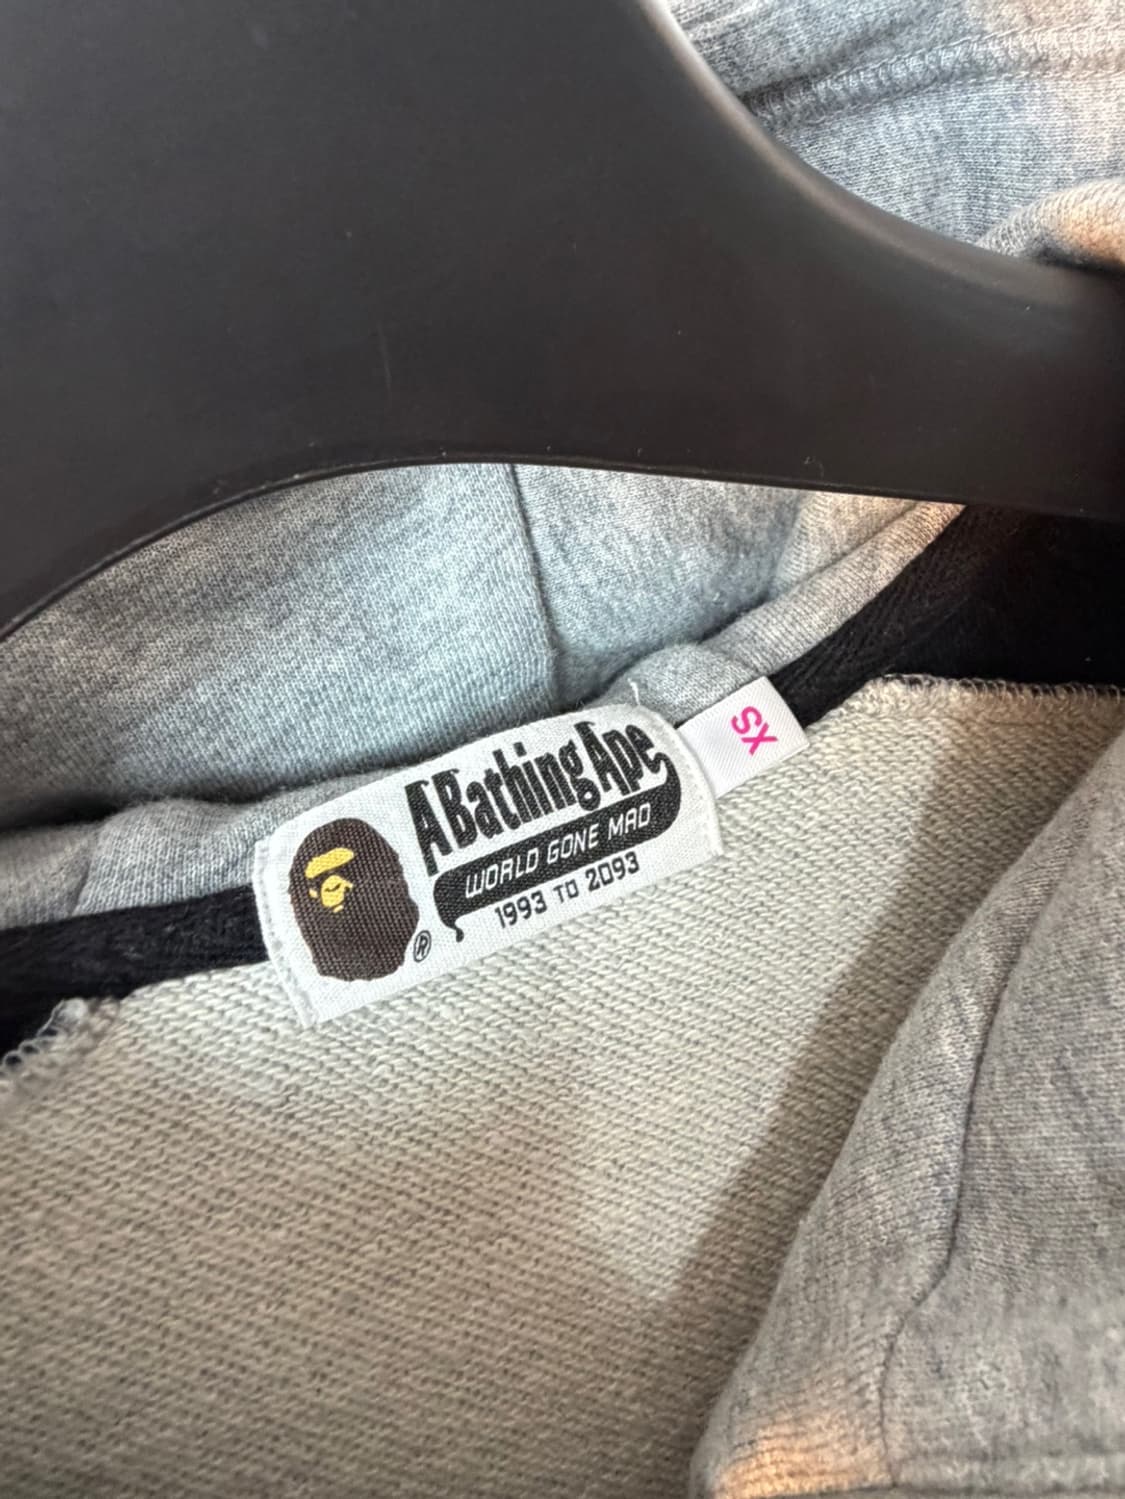 A Bathing Ape
WORLD GONE MAD
1993 TO 2093
®
XS